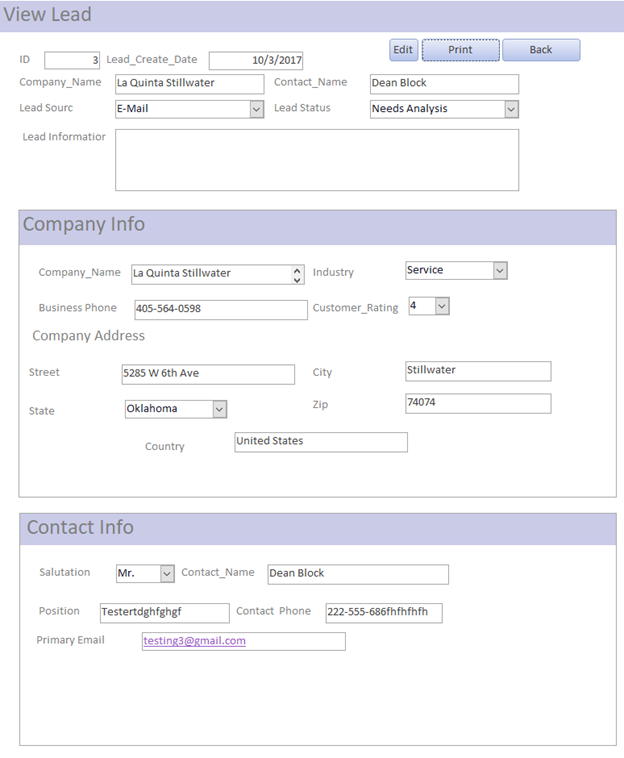 View Lead
Edit Print Back
ID 3 Lead_Create_Date 10/3/2017
Company_Name La Quinta Stillwater Contact_Name Dean Block
Lead Sourc E-Mail Lead Status Needs Analysis
Lead Informatior
Company Info
Company_Name La Quinta Stillwater Industry Service
Business Phone 405-564-0598 Customer_Rating 4
Company Address
Street 5285 W 6th Ave City Stillwater
State Oklahoma Zip 74074
Country United States
Contact Info
Salutation Mr. Contact_Name Dean Block
Position Testertdghfghgf Contact Phone 222-555-686fhfhfhfh
Primary Email testing3@gmail.com